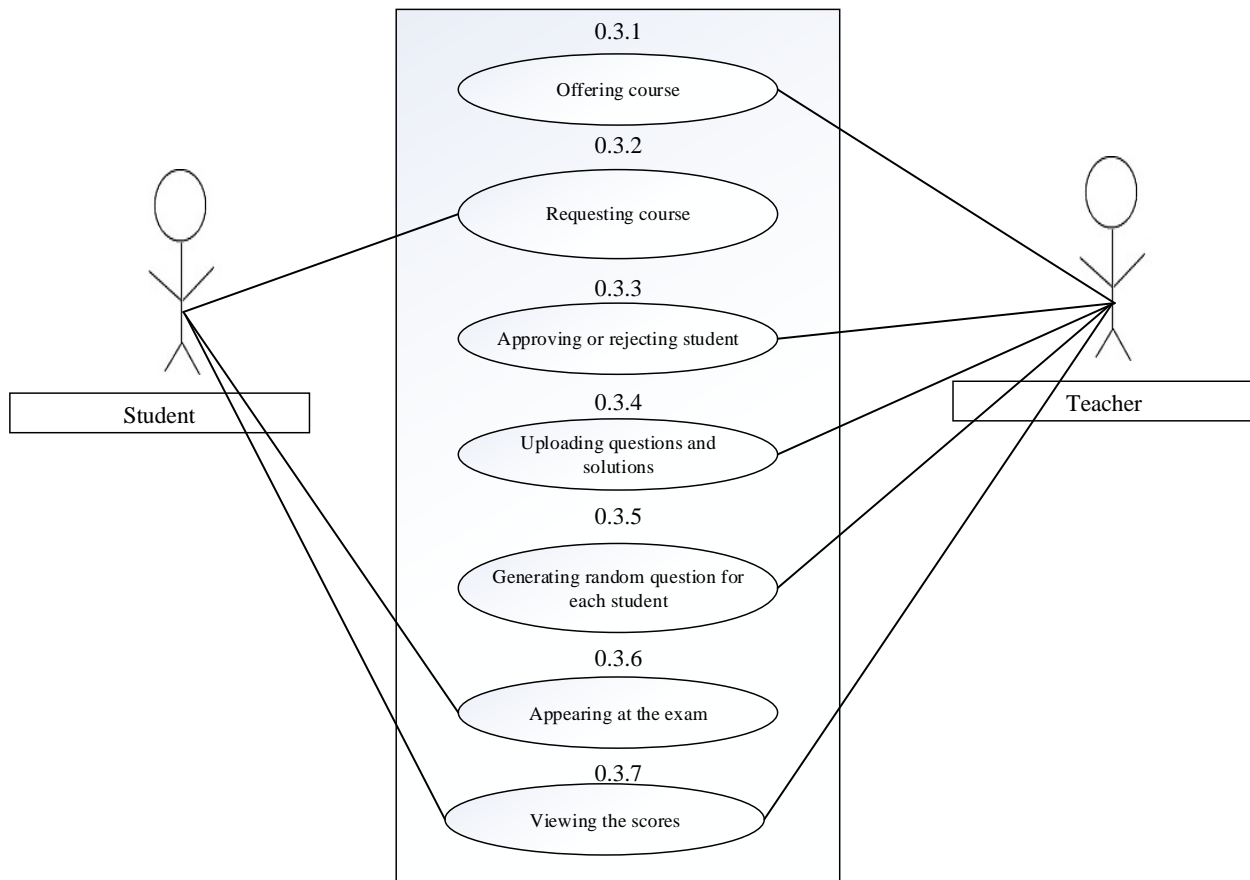 0.3.1
Offering course
0.3.2
Requesting course
0.3.3
Approving or rejecting student
Student
Teacher
0.3.4
Uploading questions and
solutions
0.3.5
Generating random question for
each student
0.3.6
Appearing at the exam
0.3.7
Viewing the scores